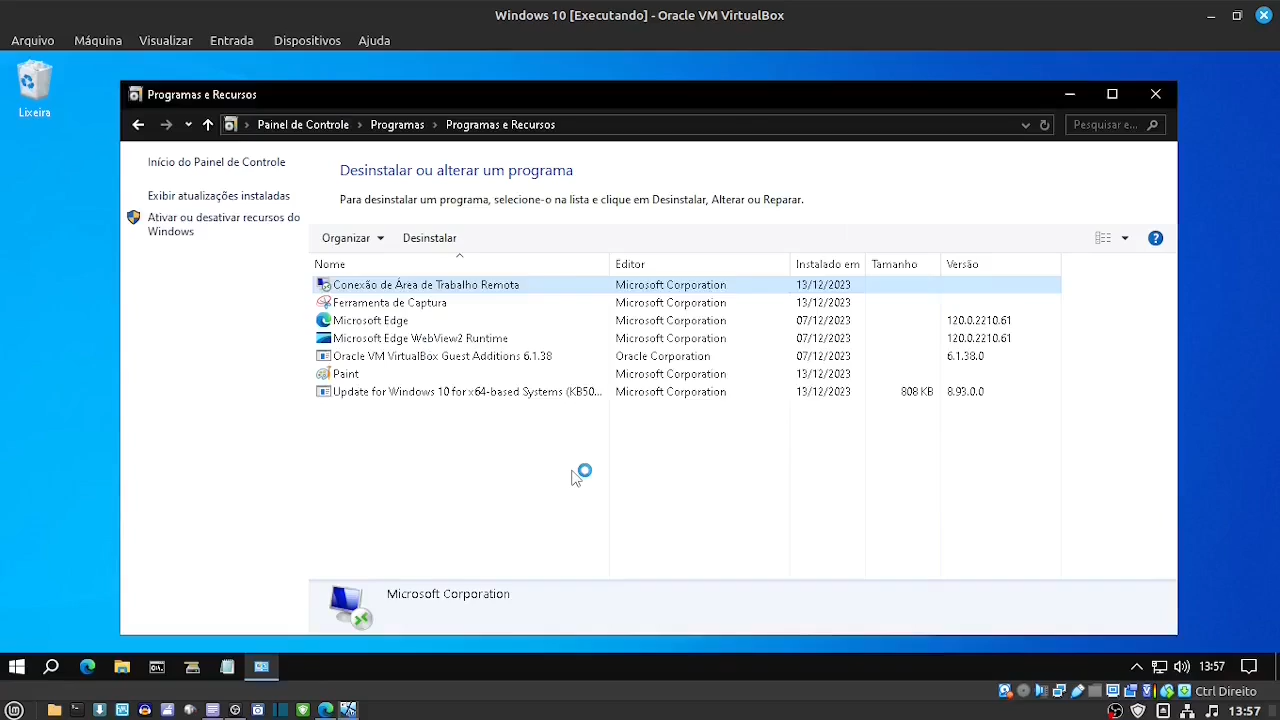 Windows 10 [Executando] - Oracle VM VirtualBox
Arquivo Máquina Visualizar Entrada Dispositivos Ajuda
Lixeira
Programas e Recursos
Painel de Controle > Programas > Programas e Recursos
Pesquisar e...
Início do Painel de Controle
Exibir atualizações instaladas
Ativar ou desativar recursos do
Windows
Desinstalar ou alterar um programa
Para desinstalar um programa, selecione-o na lista e clique em Desinstalar, Alterar ou Reparar.
Organizar Desinstalar
Nome Editor Instalado em Tamanho Versão
Conexão de Área de Trabalho Remota Microsoft Corporation 13/12/2023
Ferramenta de Captura Microsoft Corporation 13/12/2023
Microsoft Edge Microsoft Corporation 07/12/2023 120.0.2210.61
Microsoft Edge WebView2 Runtime Microsoft Corporation 07/12/2023 120.0.2210.61
Oracle VM VirtualBox Guest Additions 6.1.38 Oracle Corporation 07/12/2023 6.1.38.0
Paint Microsoft Corporation 13/12/2023
Update for Windows 10 for x64-based Systems (KB50... Microsoft Corporation 13/12/2023 808 KB 8.93.0.0
Microsoft Corporation
13:57
Ctrl Direito
13:57